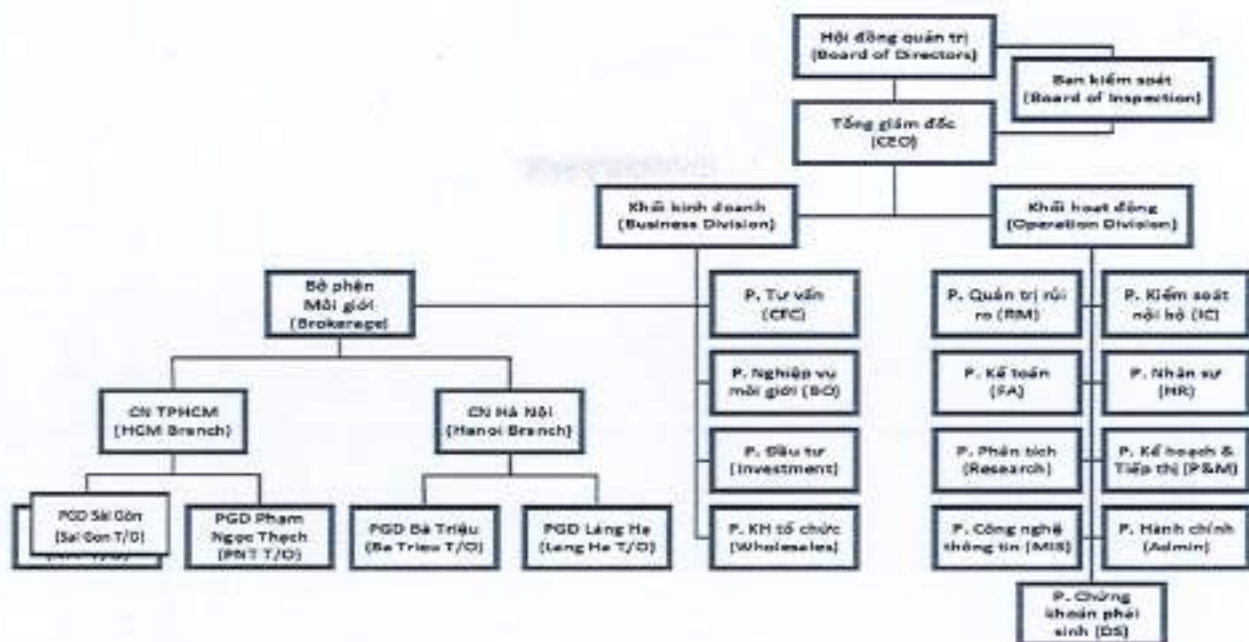 Hội đồng quản trị
(Board of Directors)
Ban kiểm soát
(Board of Inspection)
Tổng giám đốc
(CEO)
Khối kinh doanh
(Business Division)
Khối hoạt động
(Operation Division)
Bộ phận
Môi giới
(Brokerage)
P. Tư vấn
(CFC)
P. Quản trị rủi
ro (RM)
P. Kiểm soát
nội bộ (IC)
P. Nghiệp vụ
môi giới (BO)
P. Kế toán
(FA)
P. Nhân sự
(HR)
CN TPHCM
(HCM Branch)
CN Hà Nội
(Hanoi Branch)
P. Đầu tư
(Investment)
P. Phân tích
(Research)
P. Kế hoạch &
Tiếp thị (P&M)
PGD Sài Gòn
(Sai Gon T/O)
PGD Phạm
Ngọc Thạch
(PNT T/O)
PGD Bà Triệu
(Ba Trieu T/O)
PGD Láng Hạ
(Lang Ha T/O)
P. KH tổ chức
(Wholesales)
P. Công nghệ
thông tin (MIS)
P. Hành chính
(Admin)
P. Chứng
khoán phái
sinh (DS)